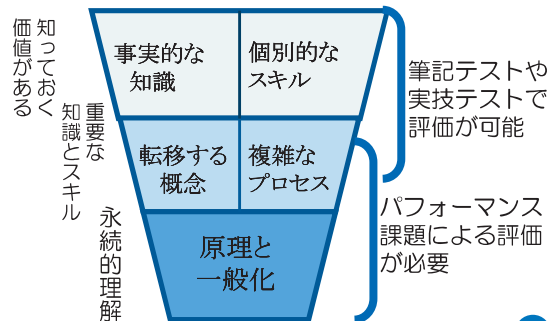 知っておく
価値がある
重要な
知識とスキル
永続的理解
事実的な
知識
個別的な
スキル
転移する
概念
複雑な
プロセス
原理と
一般化
筆記テストや
実技テストで
評価が可能
パフォーマンス
課題による評価
が必要